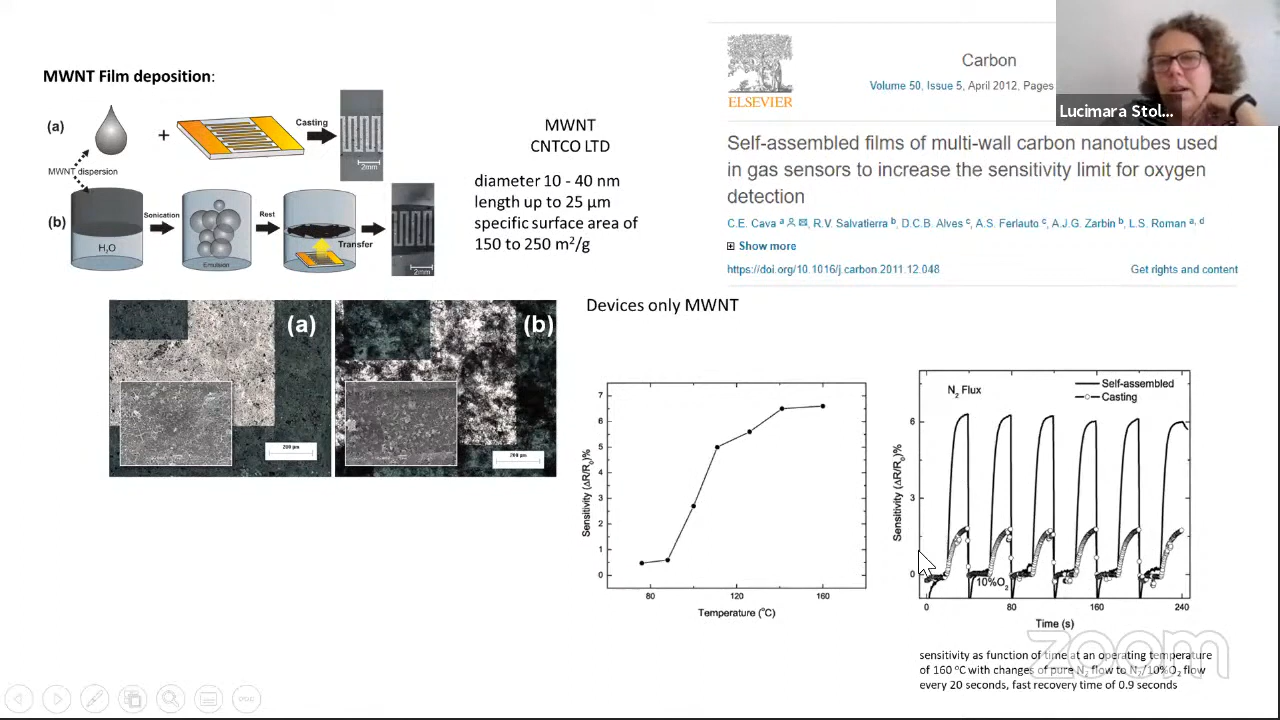 MWNT Film deposition:
(a)
+
Casting
2mm
MWNT dispersion
(b)
H₂O
Sonication
Emulsion
Rest
Transfer
2mm
MWNT
CNTCO LTD
diameter 10 - 40 nm
length up to 25 µm
specific surface area of
150 to 250 m²/g
ELSEVIER
Carbon
Volume 50, Issue 5, April 2012, Pages
Lucimara Stol...
Self-assembled films of multi-wall carbon nanotubes used
in gas sensors to increase the sensitivity limit for oxygen
detection
C.E. Cava ᵃ, R.V. Salvatierra ᵇ, D.C.B. Alves ᶜ, A.S. Ferlauto ᶜ, A.J.G. Zarbin ᵇ, L.S. Roman ᵃ, ᵈ
Show more
https://doi.org/10.1016/j.carbon.2011.12.048
Get rights and content
(a)
200 µm
(b)
200 µm
Devices only MWNT
Sensitivity (ΔR/R₀)%
7
6
5
4
3
2
1
0
80 120 160
Temperature (°C)
Sensitivity (ΔR/R₀)%
6
3
0
N₂ Flux
Self-assembled
Casting
10%O₂
0 80 160 240
Time (s)
zoom
sensitivity as function of time at an operating temperature
of 160 °C with changes of pure N₂ flow to N₂/10%O₂ flow
every 20 seconds, fast recovery time of 0.9 seconds